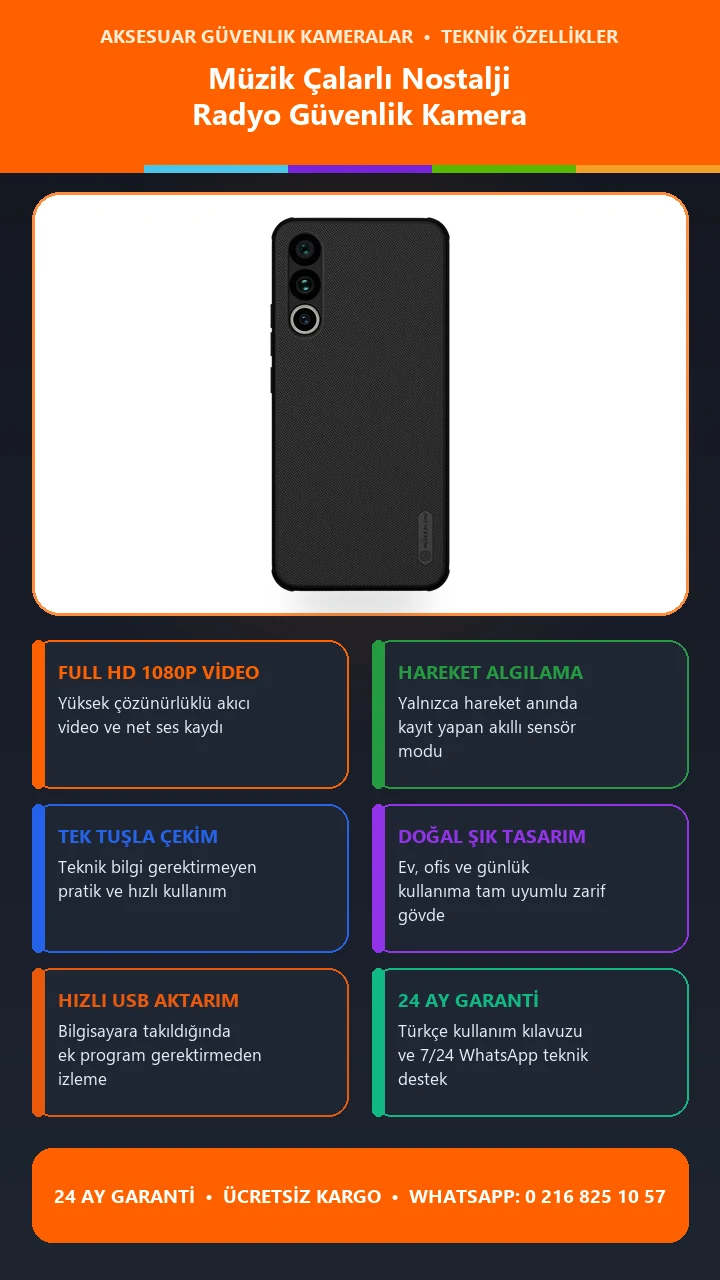 AKSESUAR GÜVENLIK KAMERALAR • TEKNİK ÖZELLİKLER
Müzik Çalarlı Nostalji
Radyo Güvenlik Kamera
FULL HD 1080P VİDEO
Yüksek çözünürlüklü akıcı
video ve net ses kaydı
HAREKET ALGILAMA
Yalnızca hareket anında
kayıt yapan akıllı sensör
modu
TEK TUŞLA ÇEKİM
Teknik bilgi gerektirmeyen
pratik ve hızlı kullanım
DOĞAL ŞIK TASARIM
Ev, ofis ve günlük
kullanıma tam uyumlu zarif
gövde
HIZLI USB AKTARIM
Bilgisayara takıldığında
ek program gerektirmeden
izleme
24 AY GARANTİ
Türkçe kullanım kılavuzu
ve 7/24 WhatsApp teknik
destek
24 AY GARANTİ • ÜCRETSİZ KARGO • WHATSAPP: 0 216 825 10 57